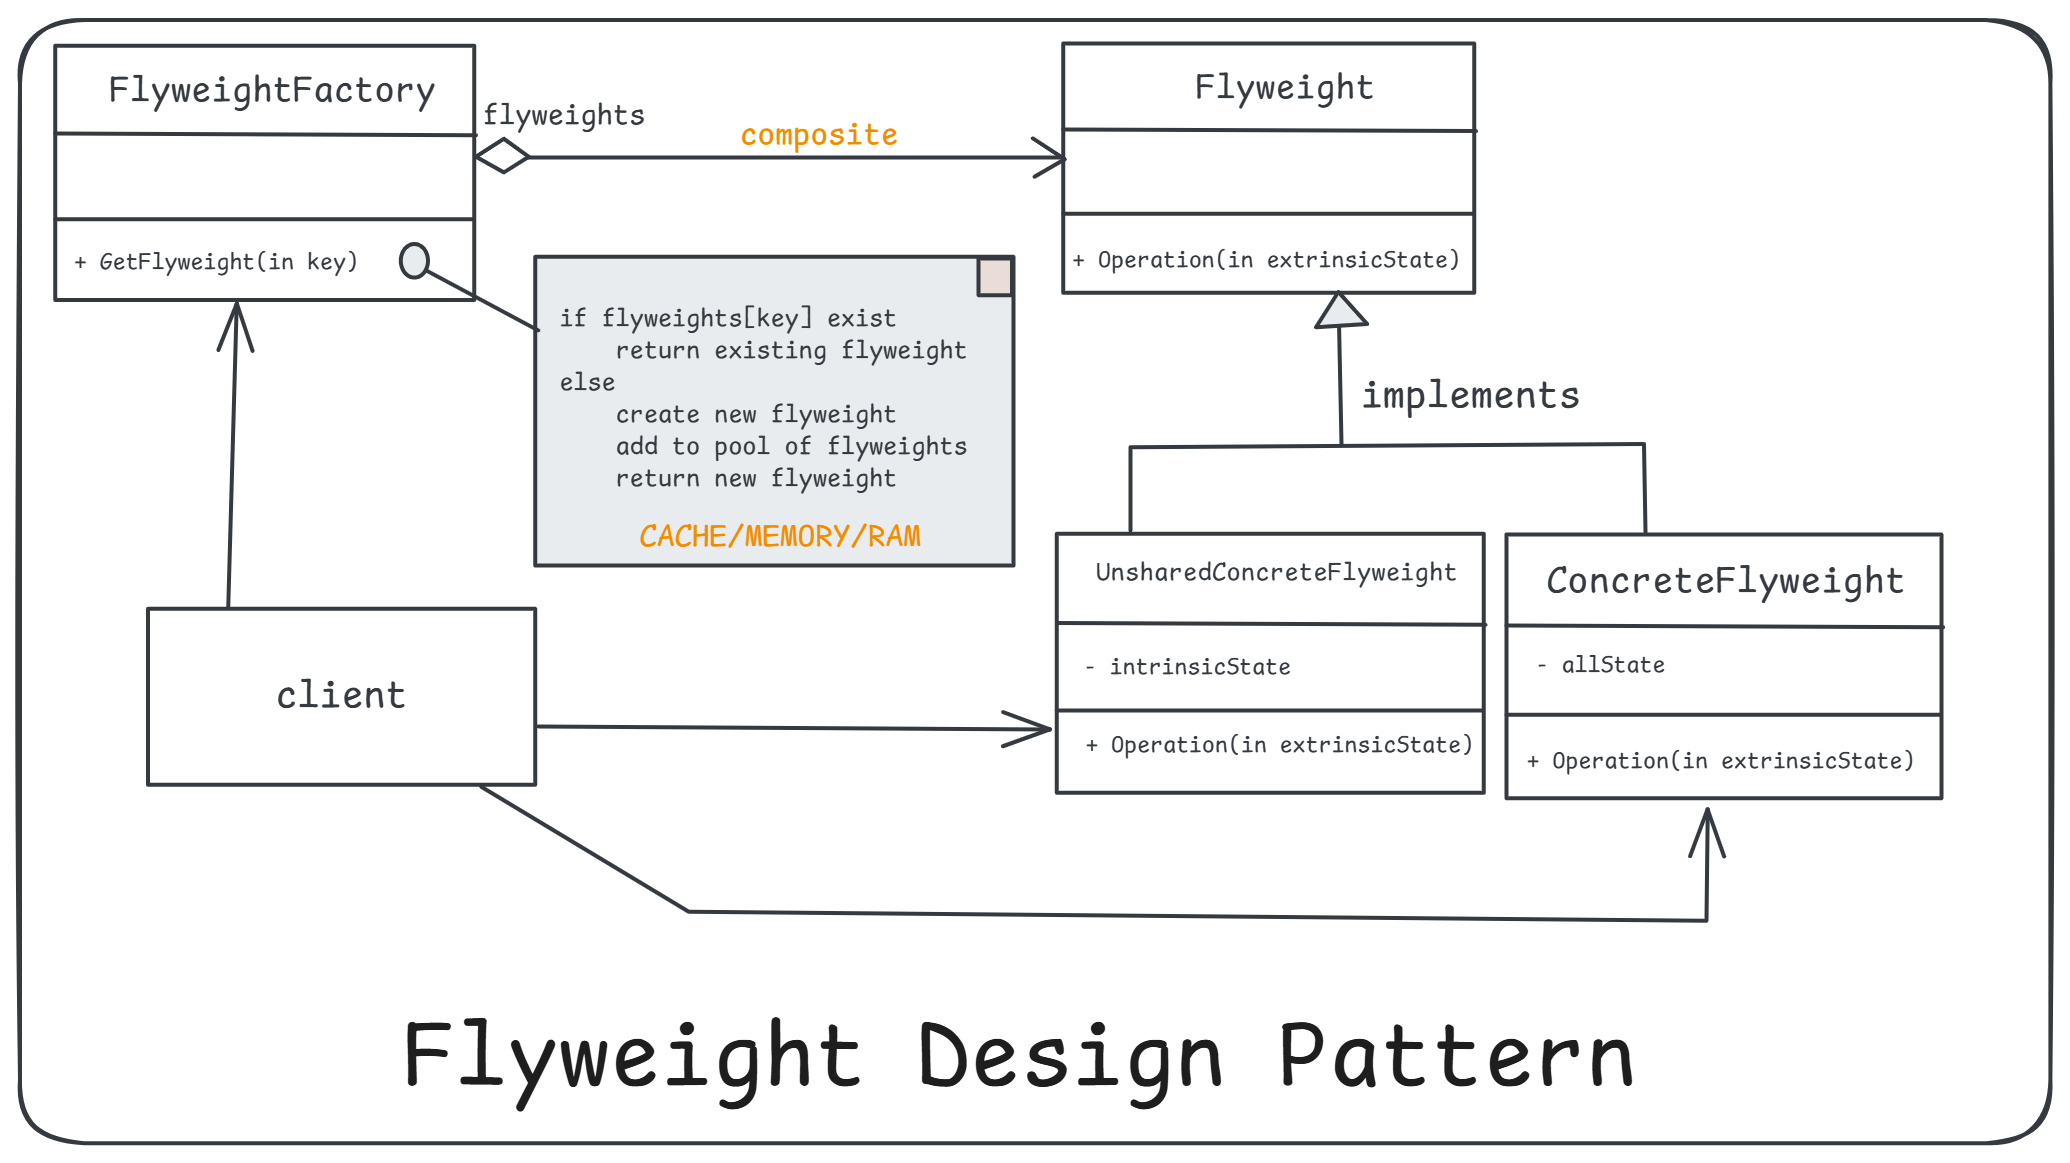 FlyweightFactory
+ GetFlyweight(in key)
flyweights
composite
Flyweight
+ Operation(in extrinsicState)
if flyweights[key] exist
return existing flyweight
else
create new flyweight
add to pool of flyweights
return new flyweight
CACHE/MEMORY/RAM
implements
client
UnsharedConcreteFlyweight
- intrinsicState
+ Operation(in extrinsicState)
ConcreteFlyweight
- allState
+ Operation(in extrinsicState)
Flyweight Design Pattern